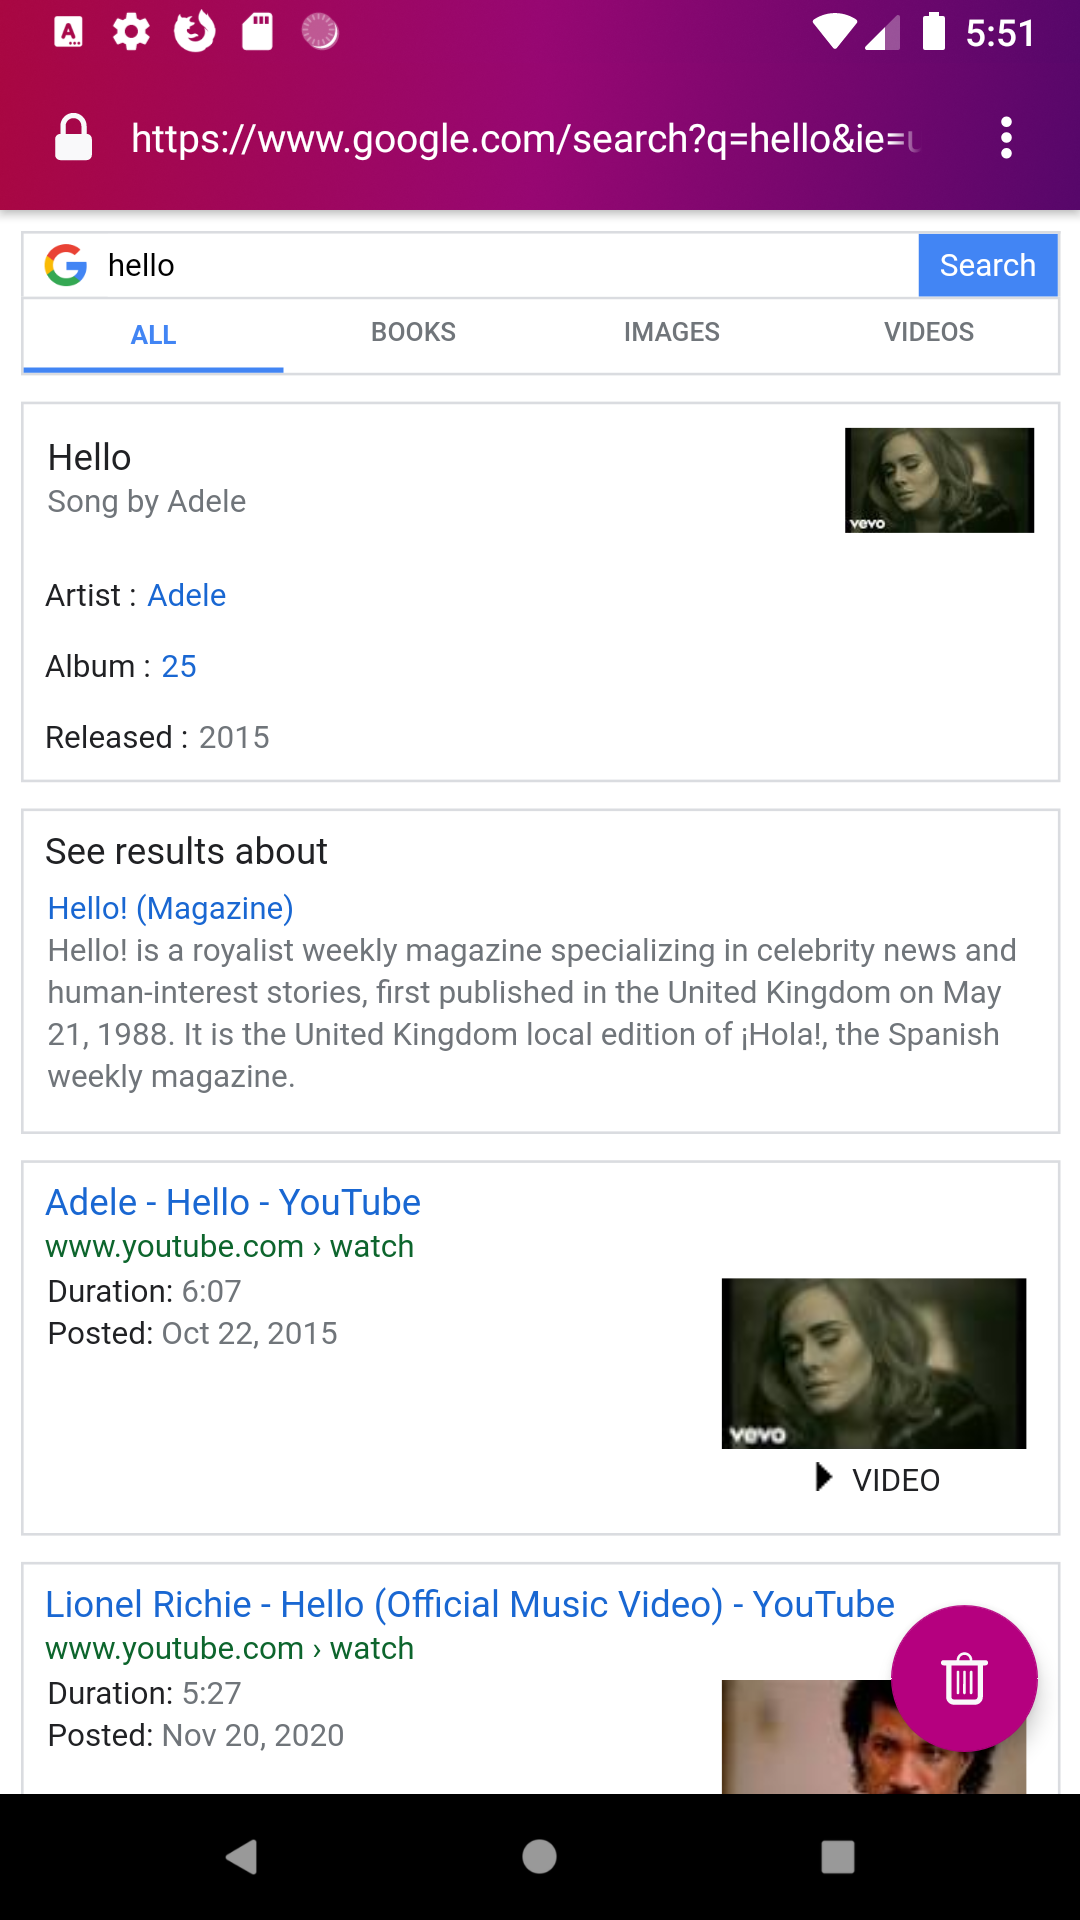 5:51
https://www.google.com/search?q=hello&ie=
hello
Search
ALL BOOKS IMAGES VIDEOS
Hello
Song by Adele
vevo
Artist : Adele
Album : 25
Released : 2015
See results about
Hello! (Magazine)
Hello! is a royalist weekly magazine specializing in celebrity news and
human-interest stories, first published in the United Kingdom on May
21, 1988. It is the United Kingdom local edition of ¡Hola!, the Spanish
weekly magazine.
Adele - Hello - YouTube
www.youtube.com › watch
Duration: 6:07
Posted: Oct 22, 2015
vevo
VIDEO
Lionel Richie - Hello (Official Music Video) - YouTube
www.youtube.com › watch
Duration: 5:27
Posted: Nov 20, 2020